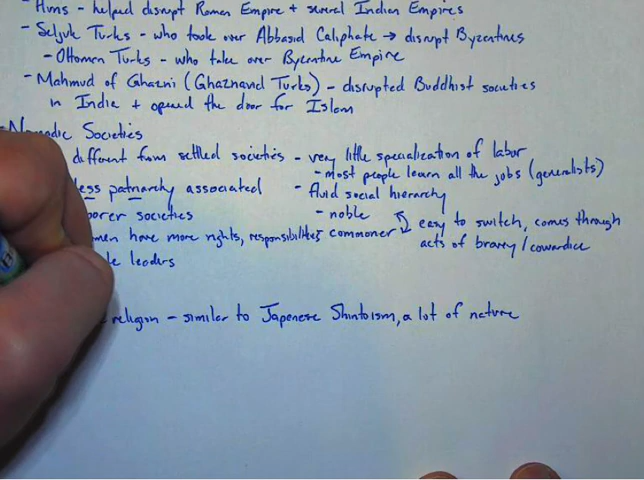 - Huns - helped disrupt Roman Empire + several Indian Empires
- Seljuk Turks - who took over Abbasid Caliphate → disrupt Byzantines
- Ottoman Turks - who take over Byzantine Empire
- Mahmud of Ghazni (Ghaznavid Turks) - disrupted Buddhist societies
in India + opened the door for Islam
Nomadic Societies
different from settled societies - very little specialization of labor
- most people learn all the jobs (generalists)
less patriarchy associated - fluid social hierarchy
orer societies - noble
men have more rights, responsibilities commoner easy to switch, comes through
acts of bravery/cowardice
le leaders
religion - similar to Japenese Shintoism, a lot of nature